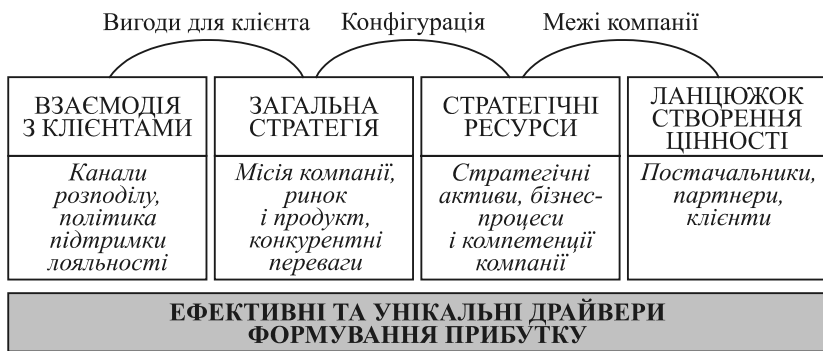 Вигоди для клієнта
Конфігурація
Межі компанії
ВЗАЄМОДІЯ
З КЛІЄНТАМИ
Канали
розподілу,
політика
підтримки
лояльності
ЗАГАЛЬНА
СТРАТЕГІЯ
Місія компанії,
ринок
і продукт,
конкурентні
переваги
СТРАТЕГІЧНІ
РЕСУРСИ
Стратегічні
активи, бізнес-
процеси
і компетенції
компанії
ЛАНЦЮЖОК
СТВОРЕННЯ
ЦІННОСТІ
Постачальники,
партнери,
клієнти
ЕФЕКТИВНІ ТА УНІКАЛЬНІ ДРАЙВЕРИ
ФОРМУВАННЯ ПРИБУТКУ